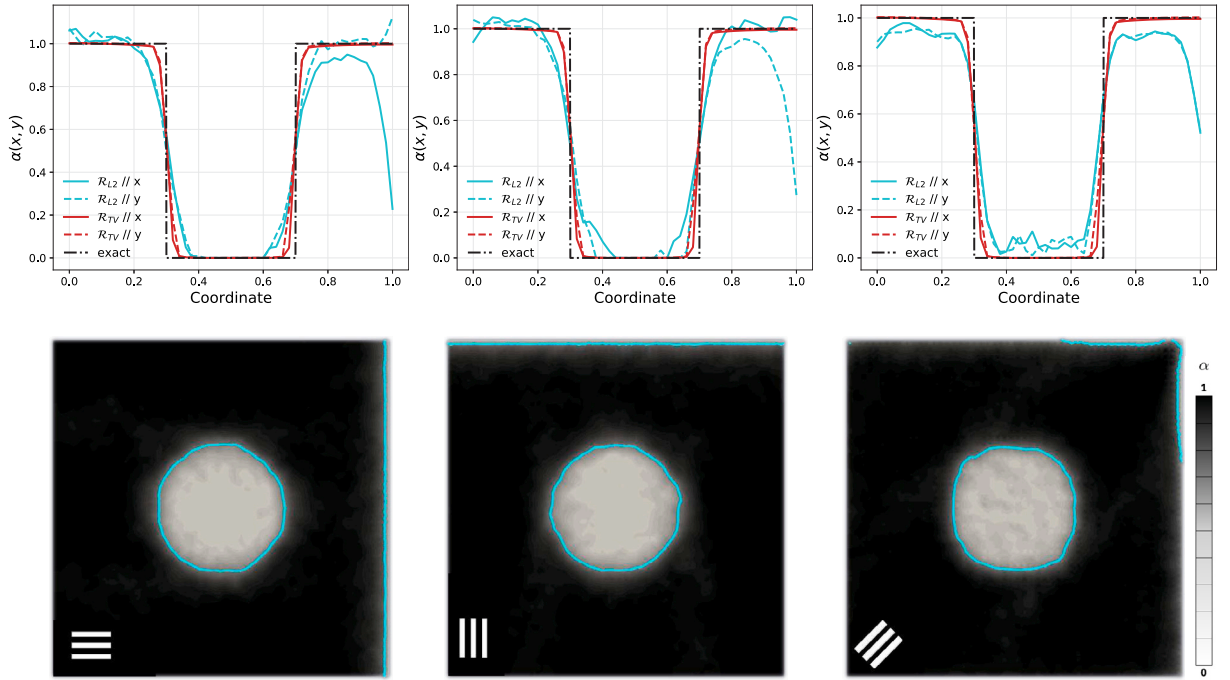 1.0
0.8
0.6
0.4
0.2
0.0
α(x, y)
R_L2 // x
R_L2 // y
R_TV // x
R_TV // y
exact
0.0 0.2 0.4 0.6 0.8 1.0
Coordinate
1.0
0.8
0.6
0.4
0.2
0.0
α(x, y)
R_L2 // x
R_L2 // y
R_TV // x
R_TV // y
exact
0.0 0.2 0.4 0.6 0.8 1.0
Coordinate
1.0
0.8
0.6
0.4
0.2
0.0
α(x, y)
R_L2 // x
R_L2 // y
R_TV // x
R_TV // y
exact
0.0 0.2 0.4 0.6 0.8 1.0
Coordinate
α
1
0